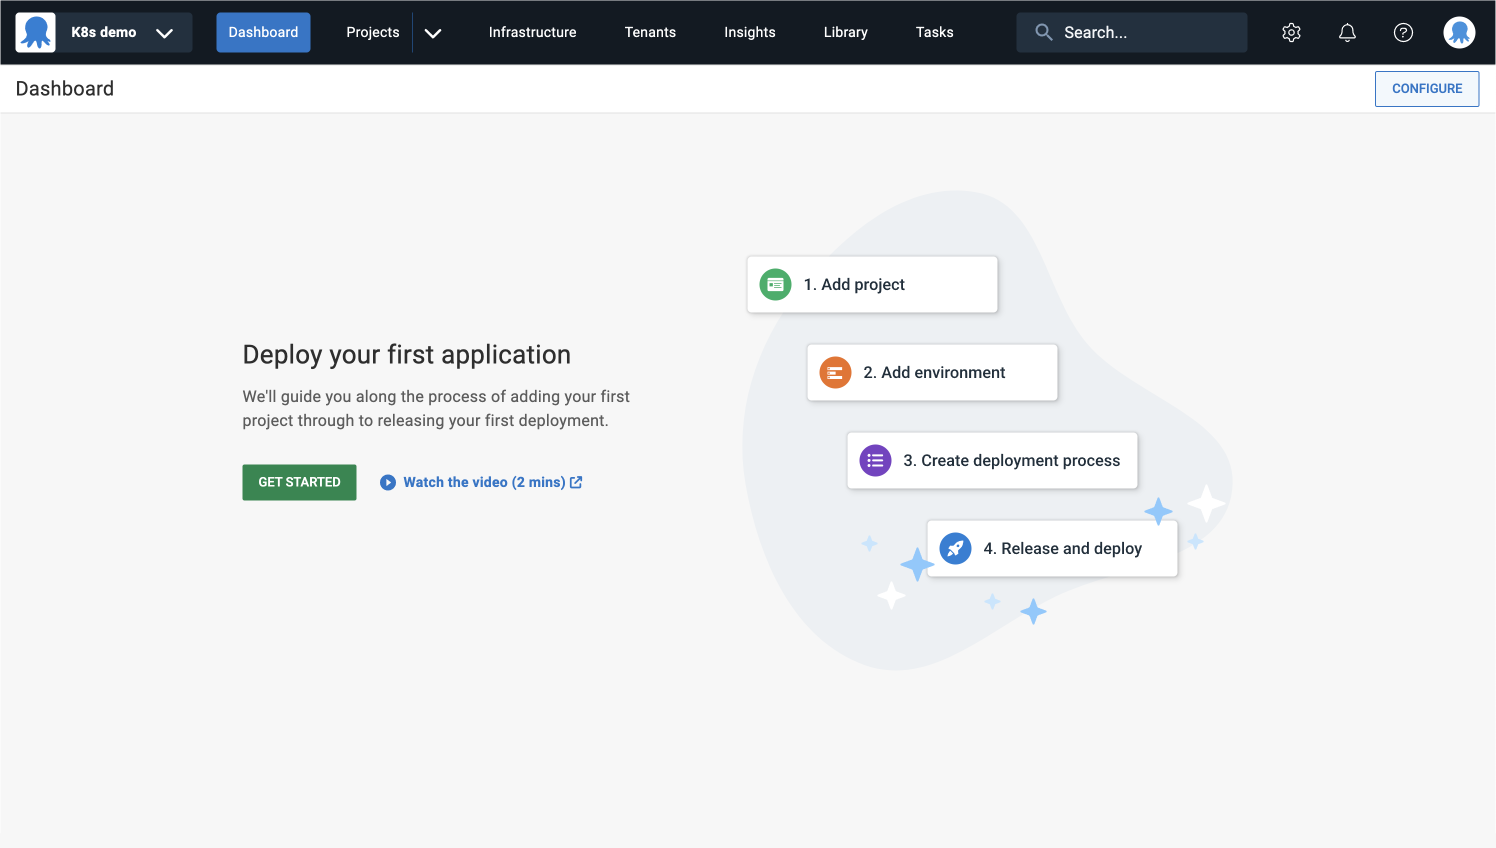 K8s demo
Dashboard
Projects
Infrastructure
Tenants
Insights
Library
Tasks
Search...
Dashboard
CONFIGURE
Deploy your first application
We'll guide you along the process of adding your first
project through to releasing your first deployment.
GET STARTED
Watch the video (2 mins)
1. Add project
2. Add environment
3. Create deployment process
4. Release and deploy